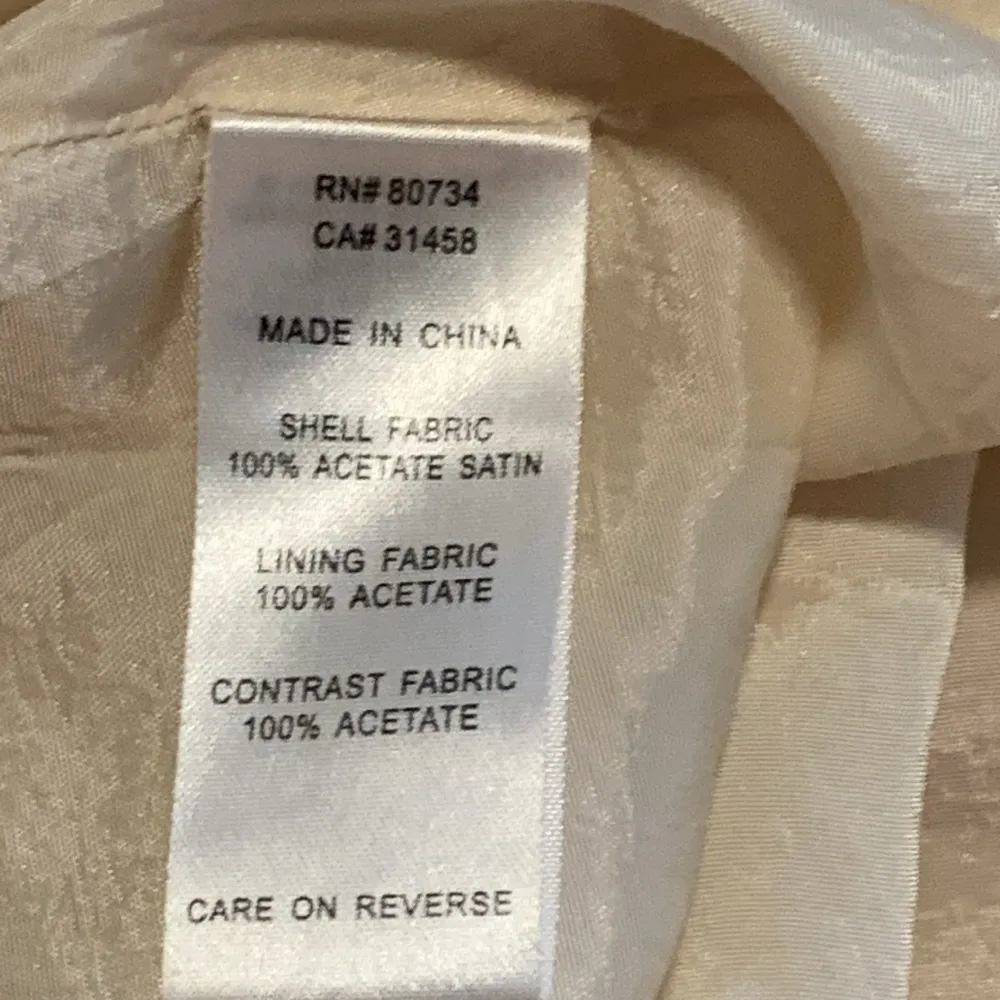 RN# 80734
CA# 31458
MADE IN CHINA
SHELL FABRIC
100% ACETATE SATIN
LINING FABRIC
100% ACETATE
CONTRAST FABRIC
100% ACETATE
CARE ON REVERSE